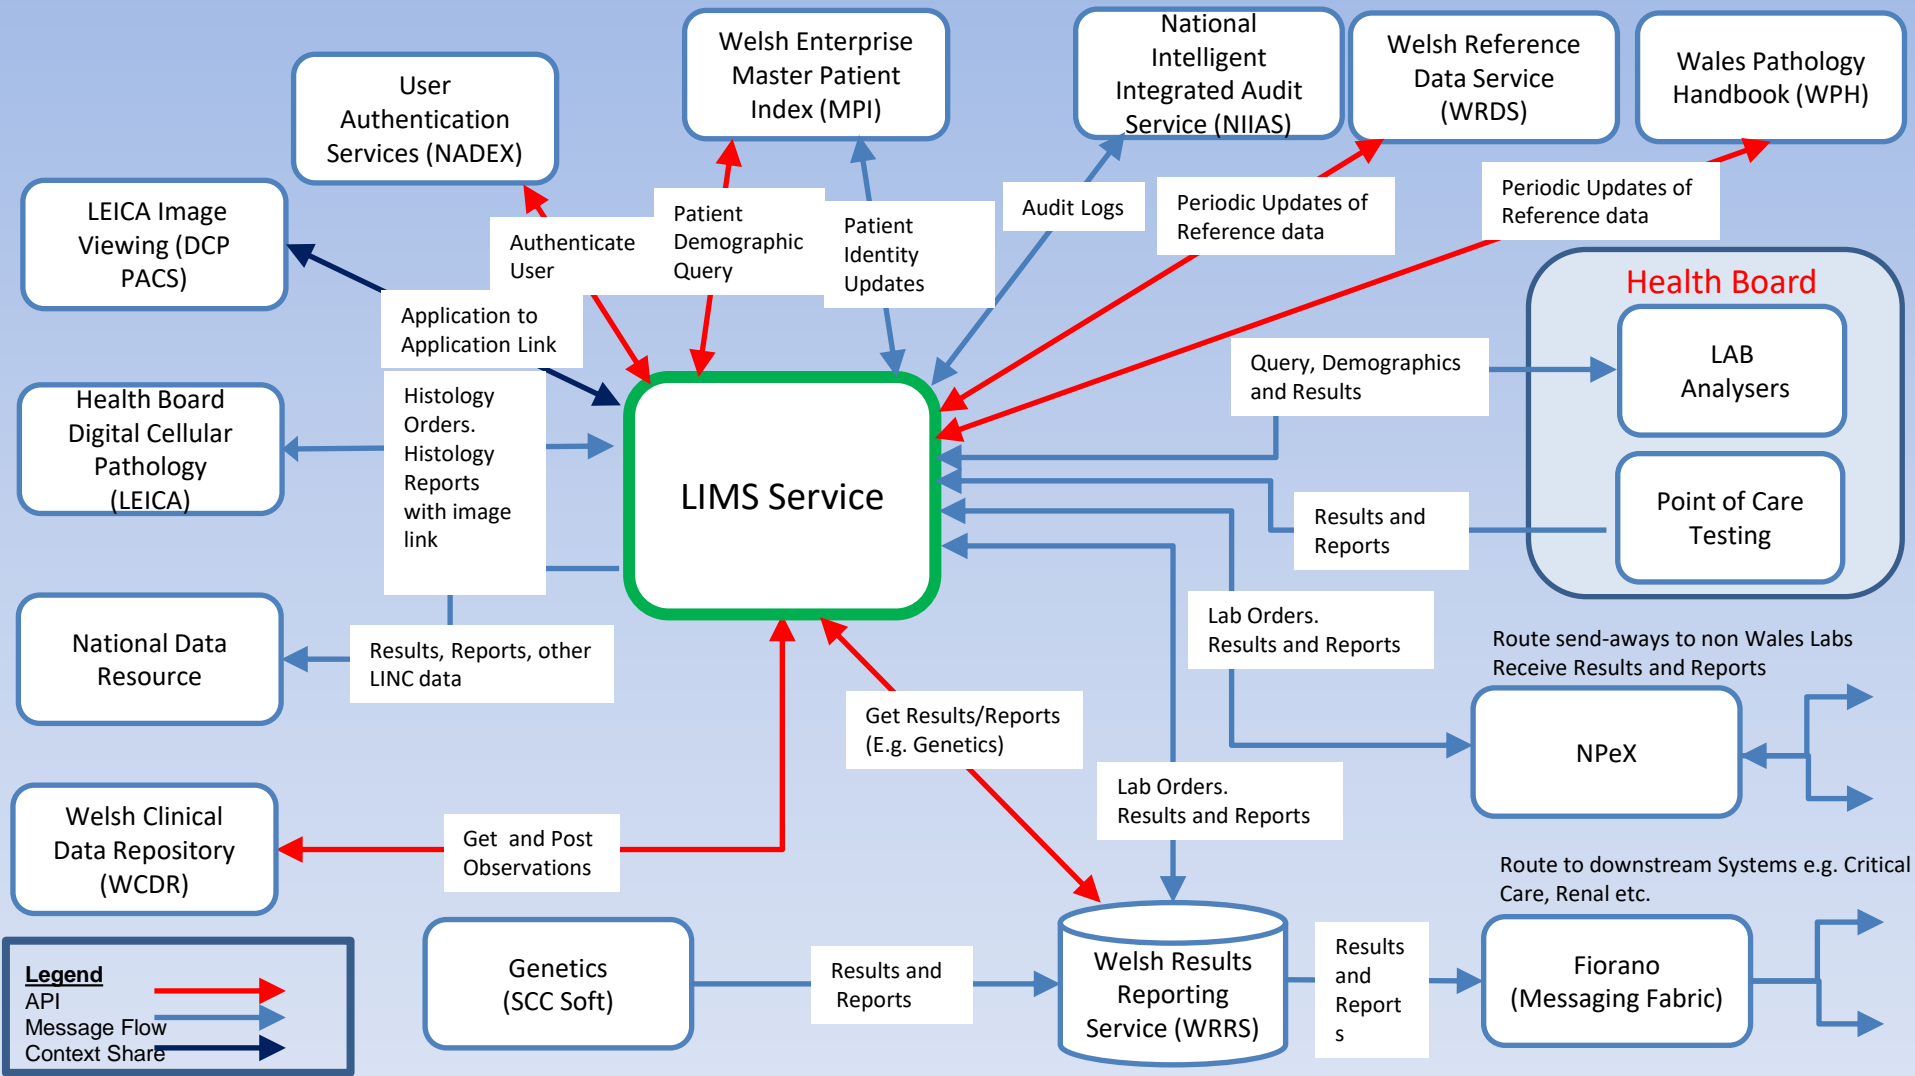 User
Authentication
Services (NADEX)
Welsh Enterprise
Master Patient
Index (MPI)
National
Intelligent
Integrated Audit
Service (NIIAS)
Welsh Reference
Data Service
(WRDS)
Wales Pathology
Handbook (WPH)
LEICA Image
Viewing (DCP
PACS)
Authenticate
User
Patient
Demographic
Query
Patient
Identity
Updates
Audit Logs
Periodic Updates of
Reference data
Periodic Updates of
Reference data
Application to
Application Link
Health Board
LAB
Analysers
Point of Care
Testing
Query, Demographics
and Results
Results and
Reports
Health Board
Digital Cellular
Pathology
(LEICA)
Histology
Orders.
Histology
Reports
with image
link
LIMS Service
National Data
Resource
Results, Reports, other
LINC data
Lab Orders.
Results and Reports
Route send-aways to non Wales Labs
Receive Results and Reports
NPeX
Get Results/Reports
(E.g. Genetics)
Lab Orders.
Results and Reports
Welsh Clinical
Data Repository
(WCDR)
Get  and Post
Observations
Route to downstream Systems e.g. Critical
Care, Renal etc.
Genetics
(SCC Soft)
Results and
Reports
Welsh Results
Reporting
Service (WRRS)
Results
and
Report
s
Fiorano
(Messaging Fabric)
Legend
API
Message Flow
Context Share